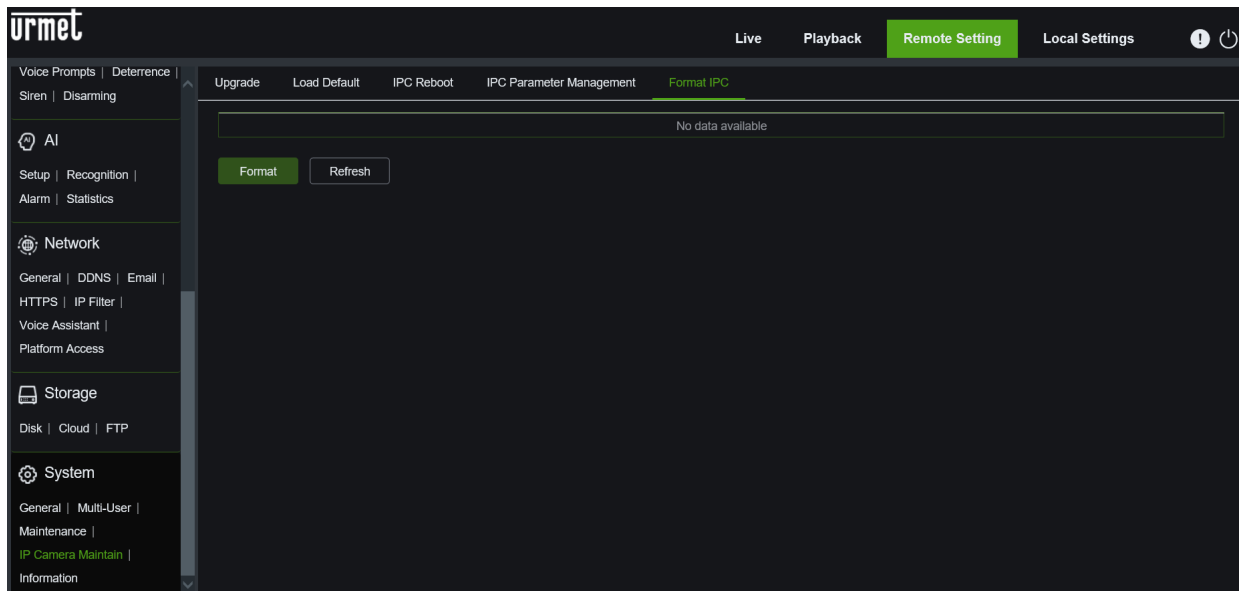 urmet
Live Playback Remote Setting Local Settings
Voice Prompts | Deterrence |
Siren | Disarming
AI
Setup | Recognition |
Alarm | Statistics
Network
General | DDNS | Email |
HTTPS | IP Filter |
Voice Assistant |
Platform Access
Storage
Disk | Cloud | FTP
System
General | Multi-User |
Maintenance |
IP Camera Maintain |
Information
Upgrade Load Default IPC Reboot IPC Parameter Management Format IPC
No data available
Format Refresh